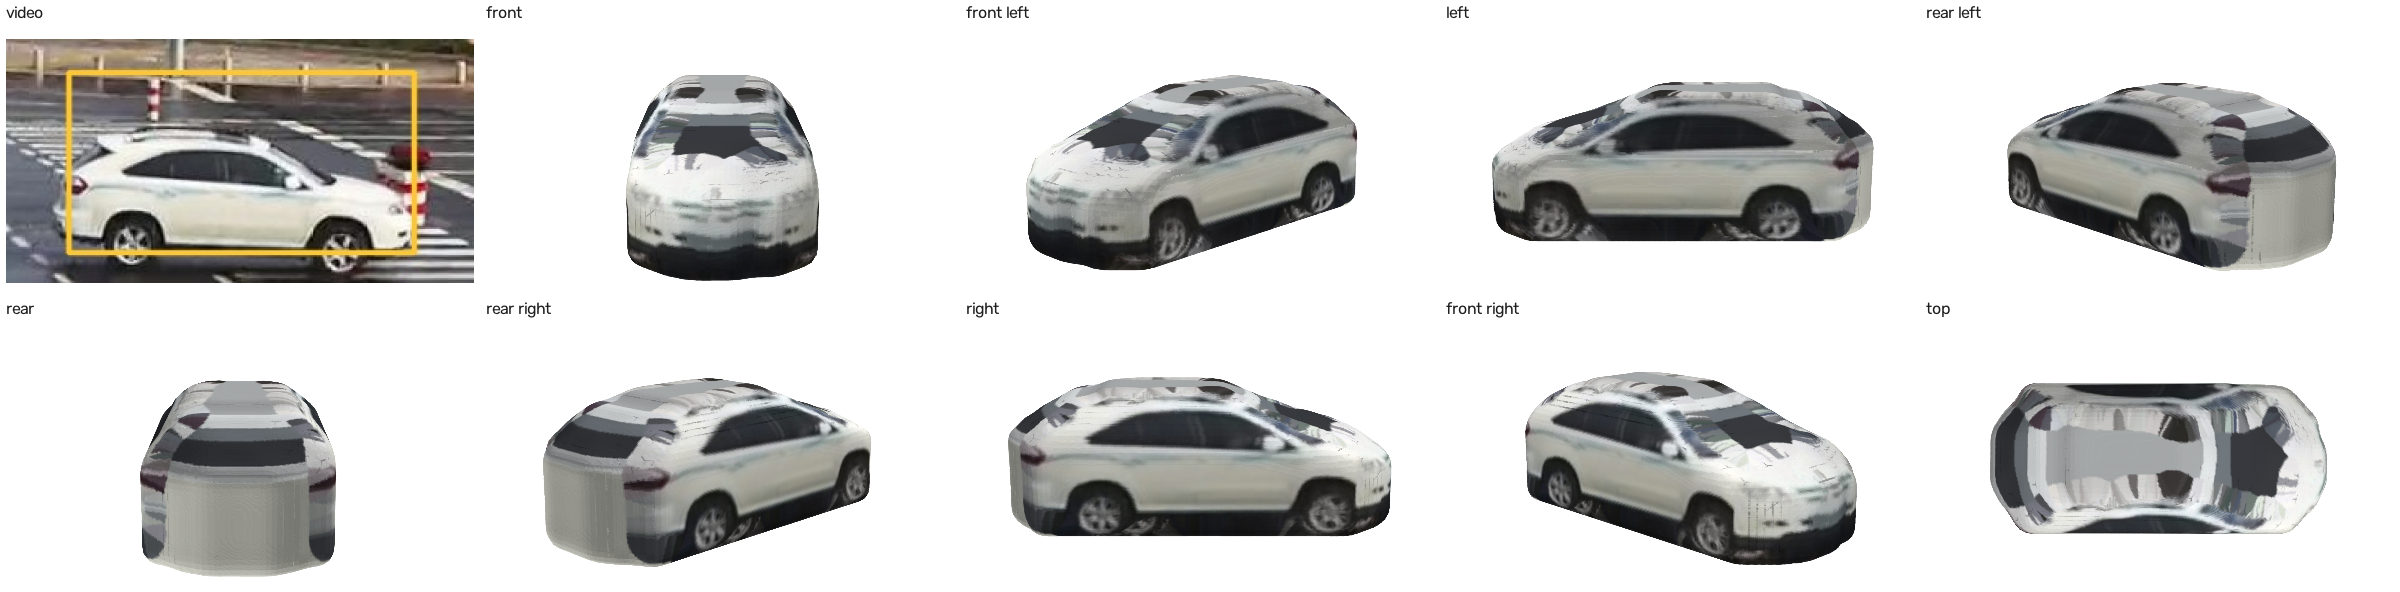 video
front
front left
left
rear left
rear
rear right
right
front right
top